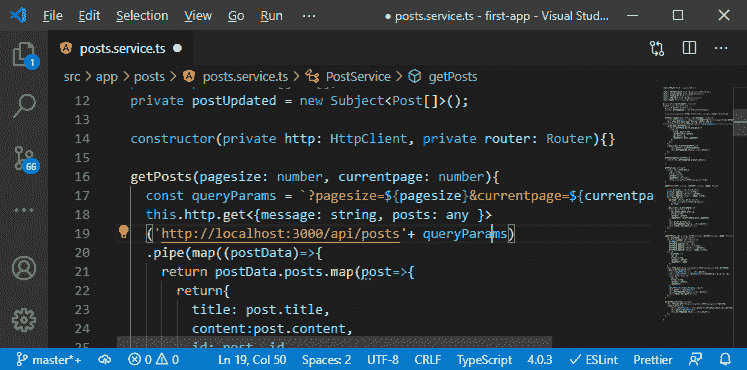 File Edit Selection View Go Run ··· ● posts.service.ts - first-app - Visual Stud...
posts.service.ts ●
src > app > posts > posts.service.ts > PostService > getPosts
1
66
12 private postUpdated = new Subject<Post[]>();
13
14 constructor(private http: HttpClient, private router: Router){}
15
16 getPosts(pagesize: number, currentpage: number){
17 const queryParams = `?pagesize=${pagesize}&currentpage=${currentpa
18 this.http.get<{message: string, posts: any }>
19 ('http://localhost:3000/api/posts'+ queryParams)
20 .pipe(map((postData)=>{
21 return postData.posts.map(post=>{
22 return{
23 title: post.title,
24 content:post.content,
master*+ 0 0 Ln 19, Col 50 Spaces: 2 UTF-8 CRLF TypeScript 4.0.3 ESLint Prettier